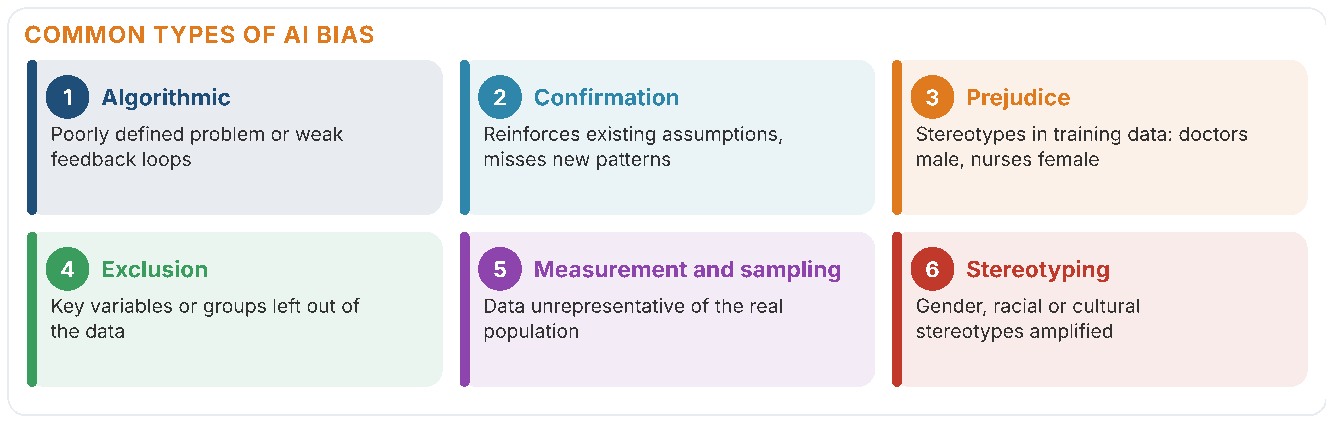 COMMON TYPES OF AI BIAS
1 Algorithmic
Poorly defined problem or weak
feedback loops
2 Confirmation
Reinforces existing assumptions,
misses new patterns
3 Prejudice
Stereotypes in training data: doctors
male, nurses female
4 Exclusion
Key variables or groups left out of
the data
5 Measurement and sampling
Data unrepresentative of the real
population
6 Stereotyping
Gender, racial or cultural
stereotypes amplified